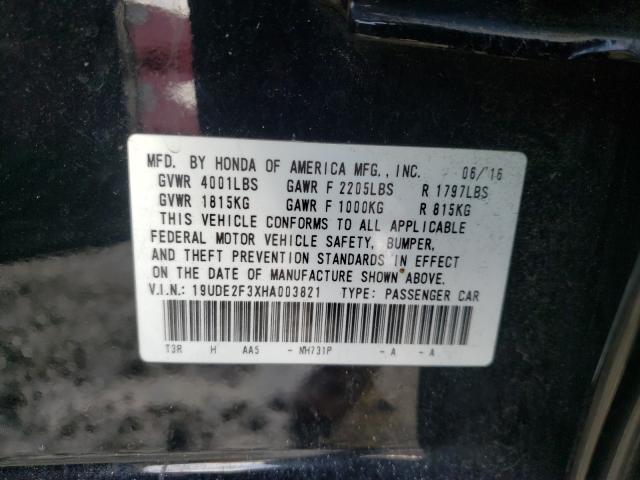 MFD. BY HONDA OF AMERICA MFG., INC. 06/'16
GVWR 4001LBS GAWR F 2205LBS R 1797LBS
GVWR 1815KG GAWR F 1000KG R 815KG
THIS VEHICLE CONFORMS TO ALL APPLICABLE
FEDERAL MOTOR VEHICLE SAFETY, BUMPER,
AND THEFT PREVENTION STANDARDS IN EFFECT
ON THE DATE OF MANUFACTURE SHOWN ABOVE.
V.I.N.: 19UDE2F3XHA003821 TYPE: PASSENGER CAR
T3R H AA5 - NH731P - A - A